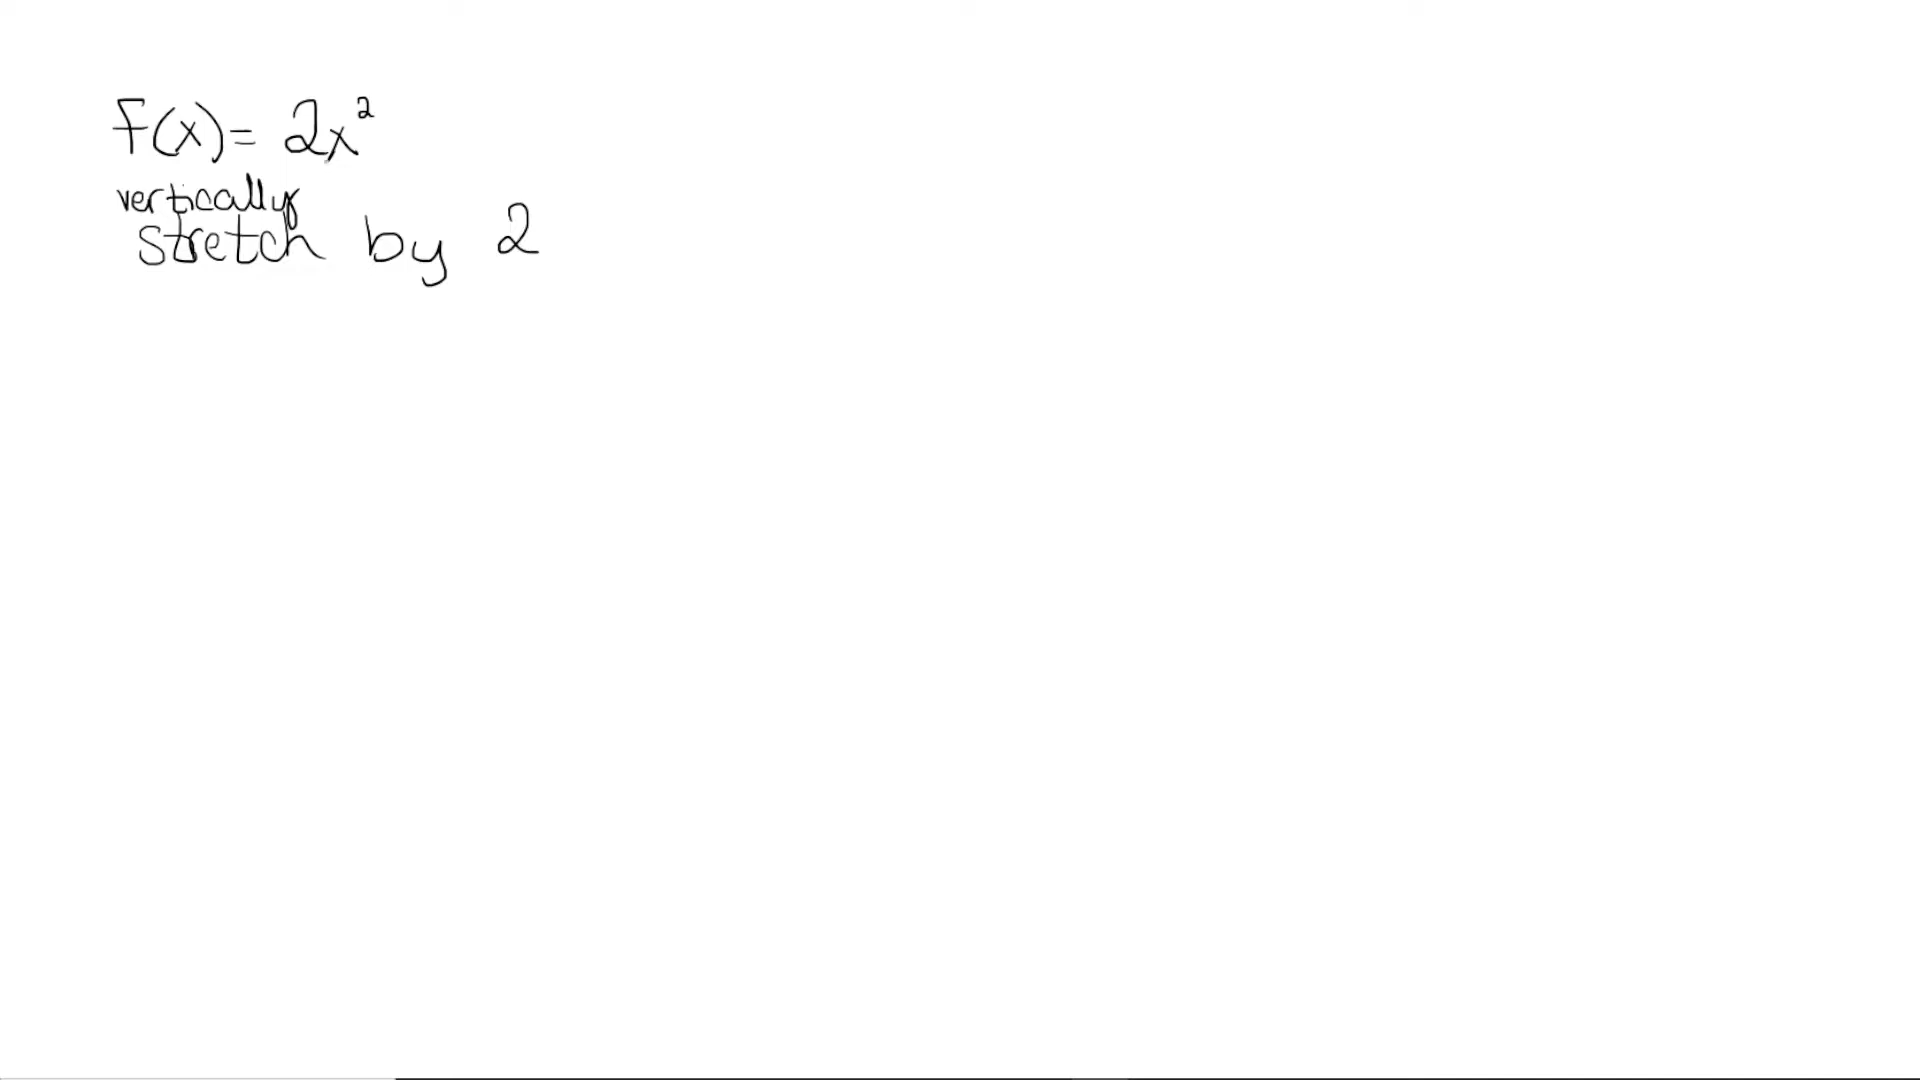 f(x)= 2x²
vertically
stretch by 2